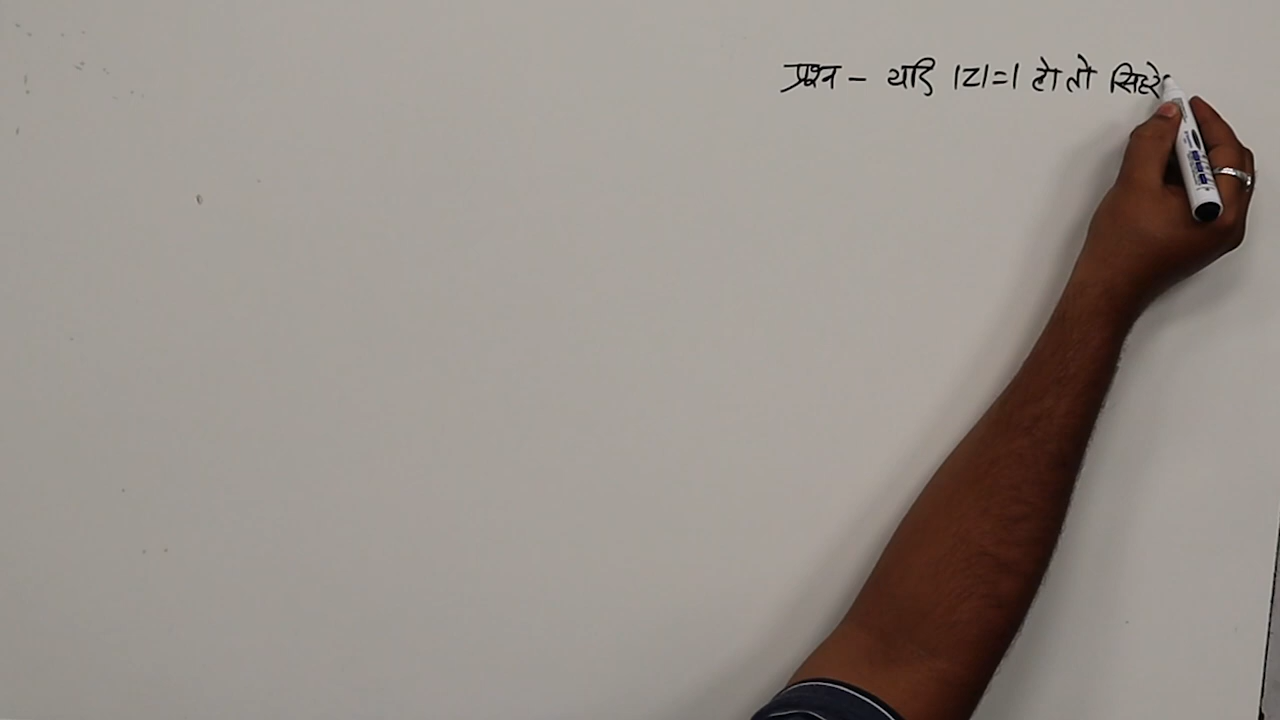 प्रश्न - यदि |z|=1 हो तो